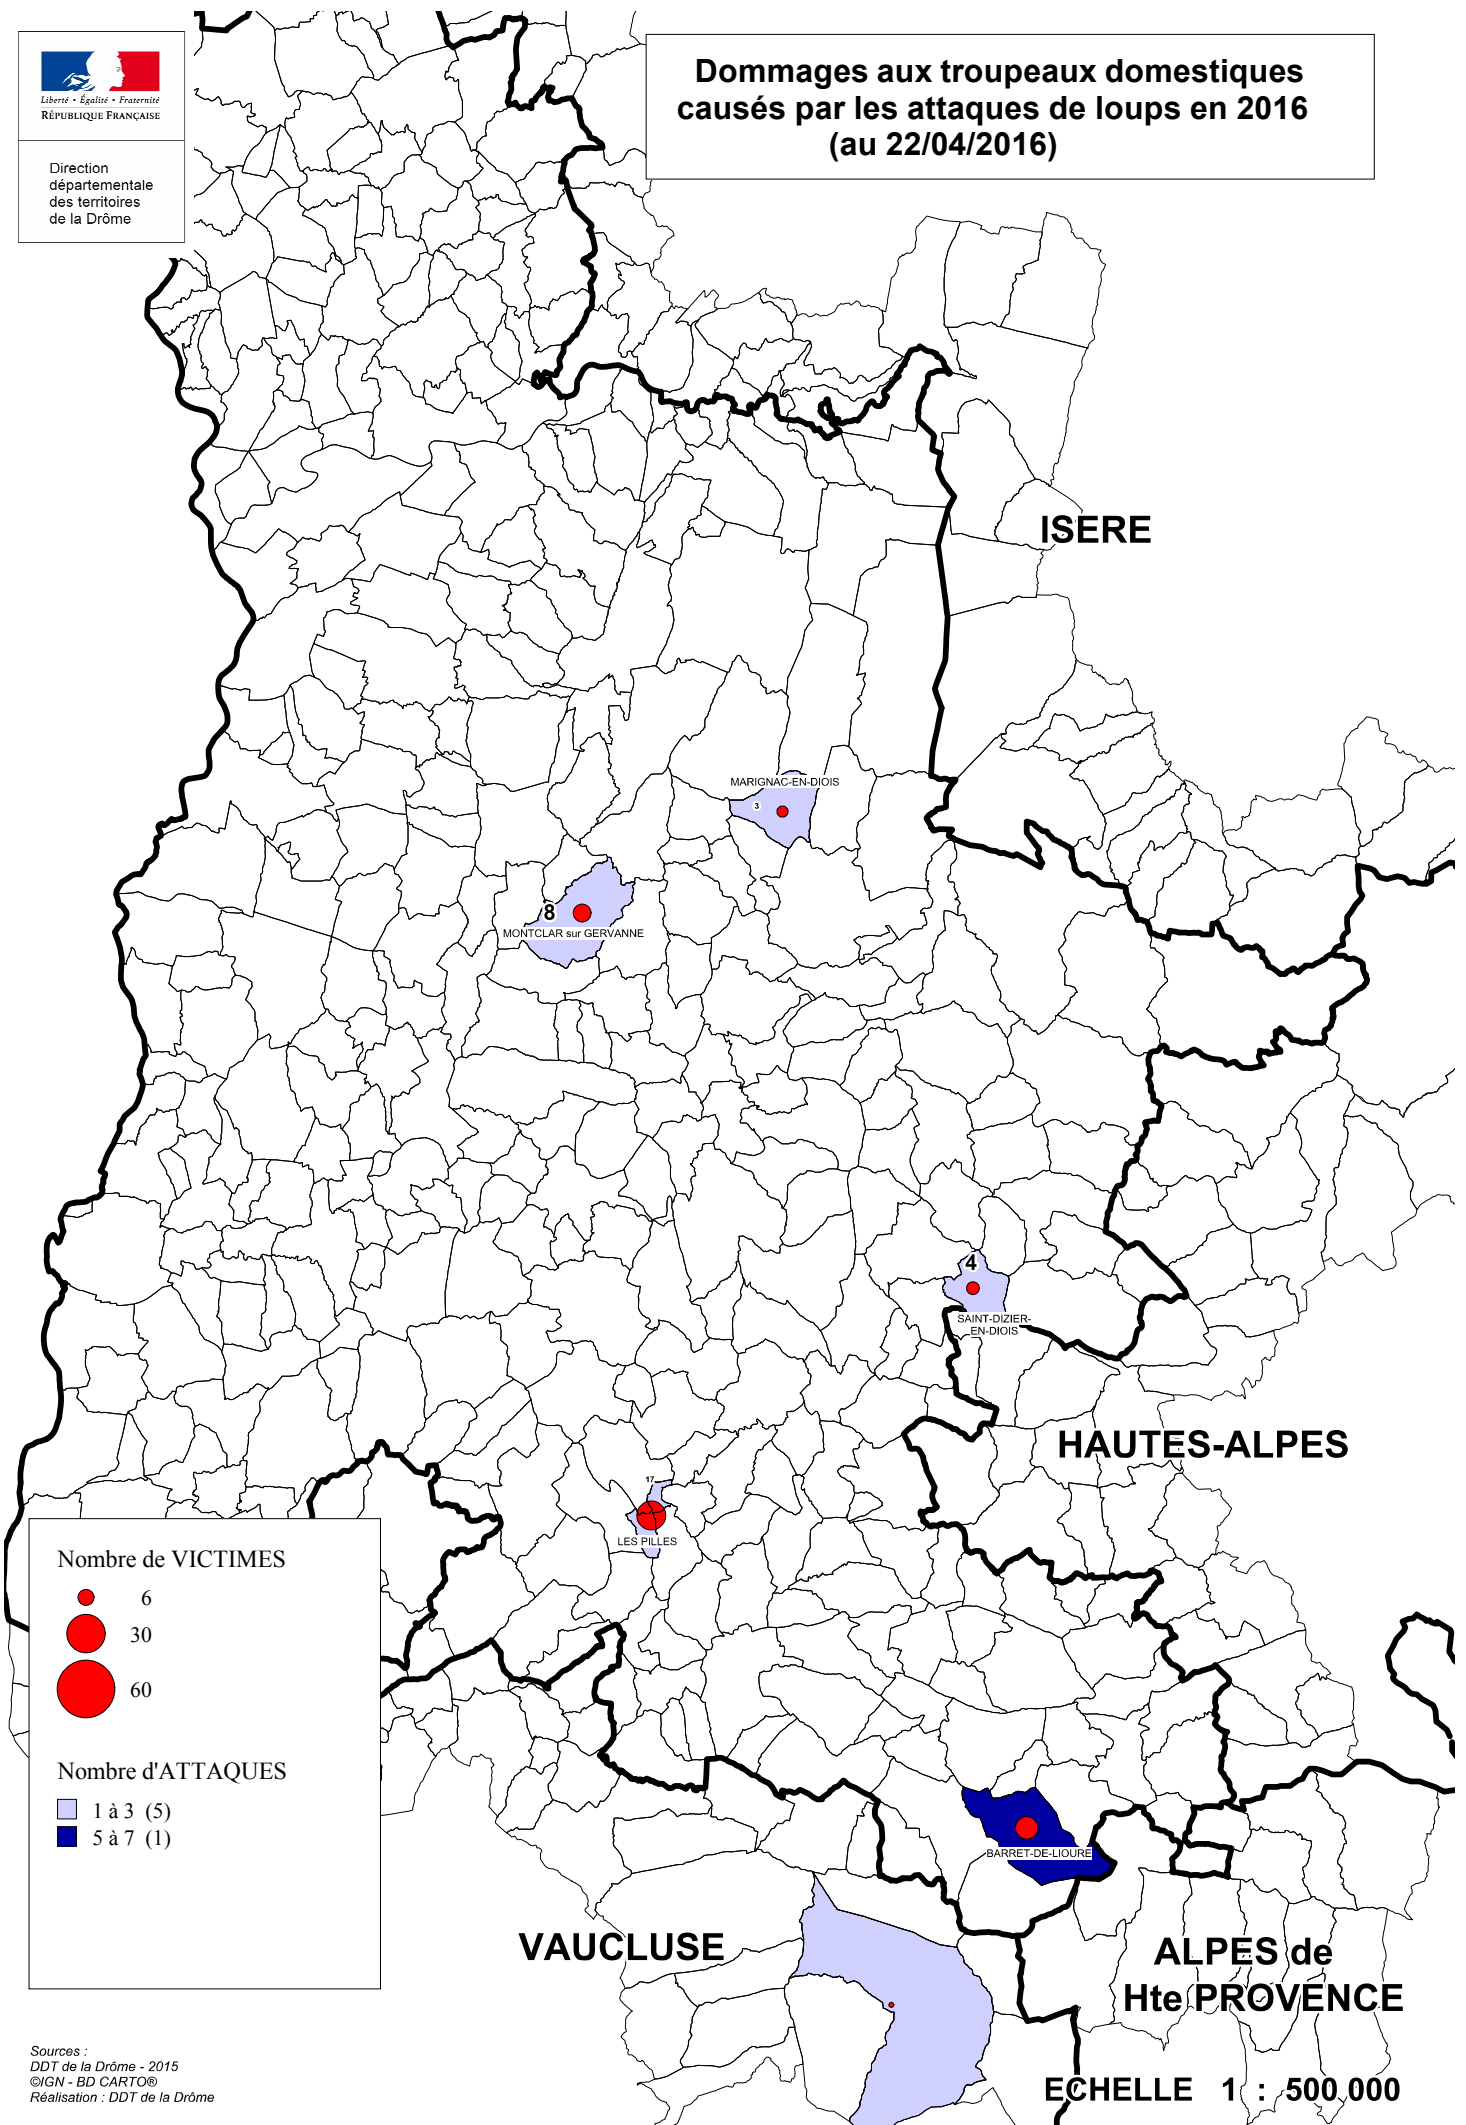 Liberté • Égalité • Fraternité
RÉPUBLIQUE FRANÇAISE
Direction
départementale
des territoires
de la Drôme
Dommages aux troupeaux domestiques
causés par les attaques de loups en 2016
(au 22/04/2016)
ISERE
MARIGNAC-EN-DIOIS
3
8
MONTCLAR sur GERVANNE
4
SAINT-DIZIER-
EN-DIOIS
HAUTES-ALPES
17
LES PILLES
Nombre de VICTIMES
6
30
60
Nombre d'ATTAQUES
1 à 3 (5)
5 à 7 (1)
BARRET-DE-LIOURE
VAUCLUSE
ALPES de
Hte PROVENCE
Sources :
DDT de la Drôme - 2015
©IGN - BD CARTO®
Réalisation : DDT de la Drôme
ECHELLE 1 : 500 000